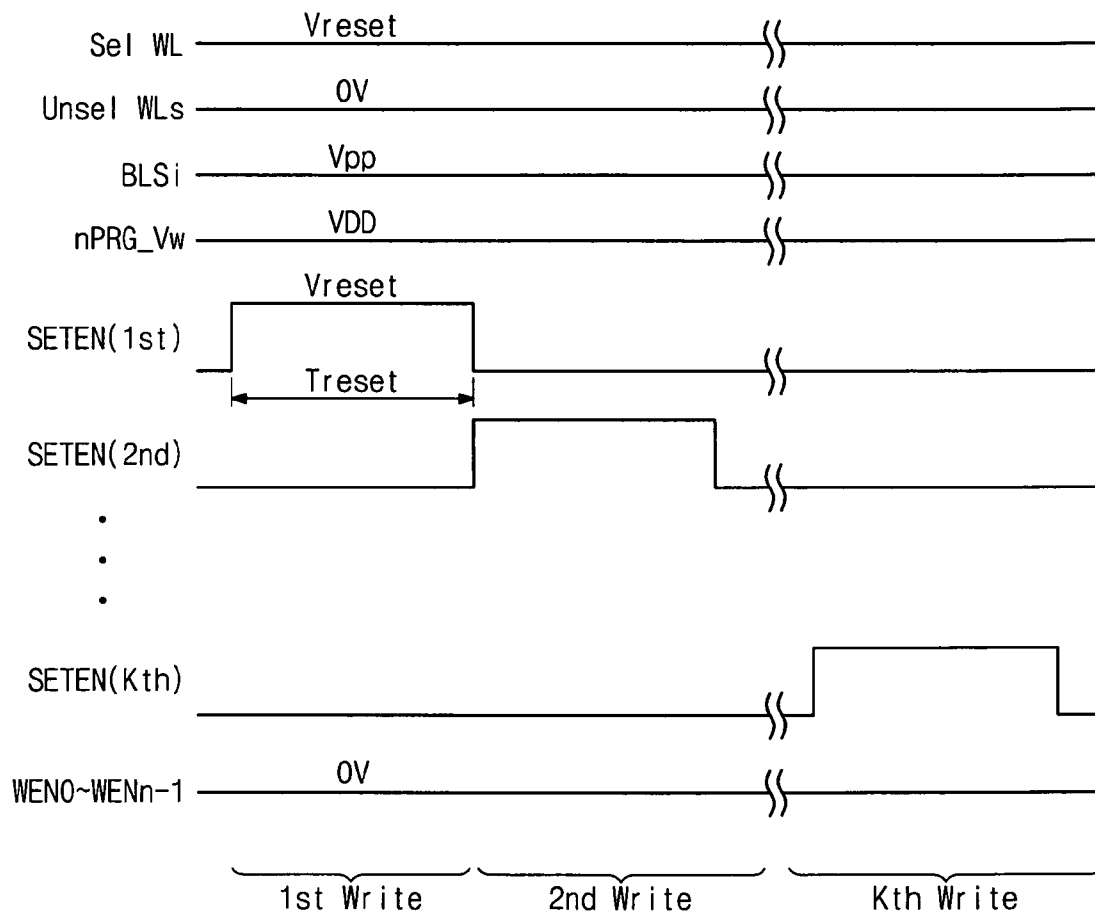 Vreset
Sel WL
0V
Unsel WLs
Vpp
BLSi
VDD
nPRG_Vw
Vreset
SETEN(1st)
Treset
SETEN(2nd)
SETEN(Kth)
0V
WEN0~WENn-1
1st Write 2nd Write Kth Write